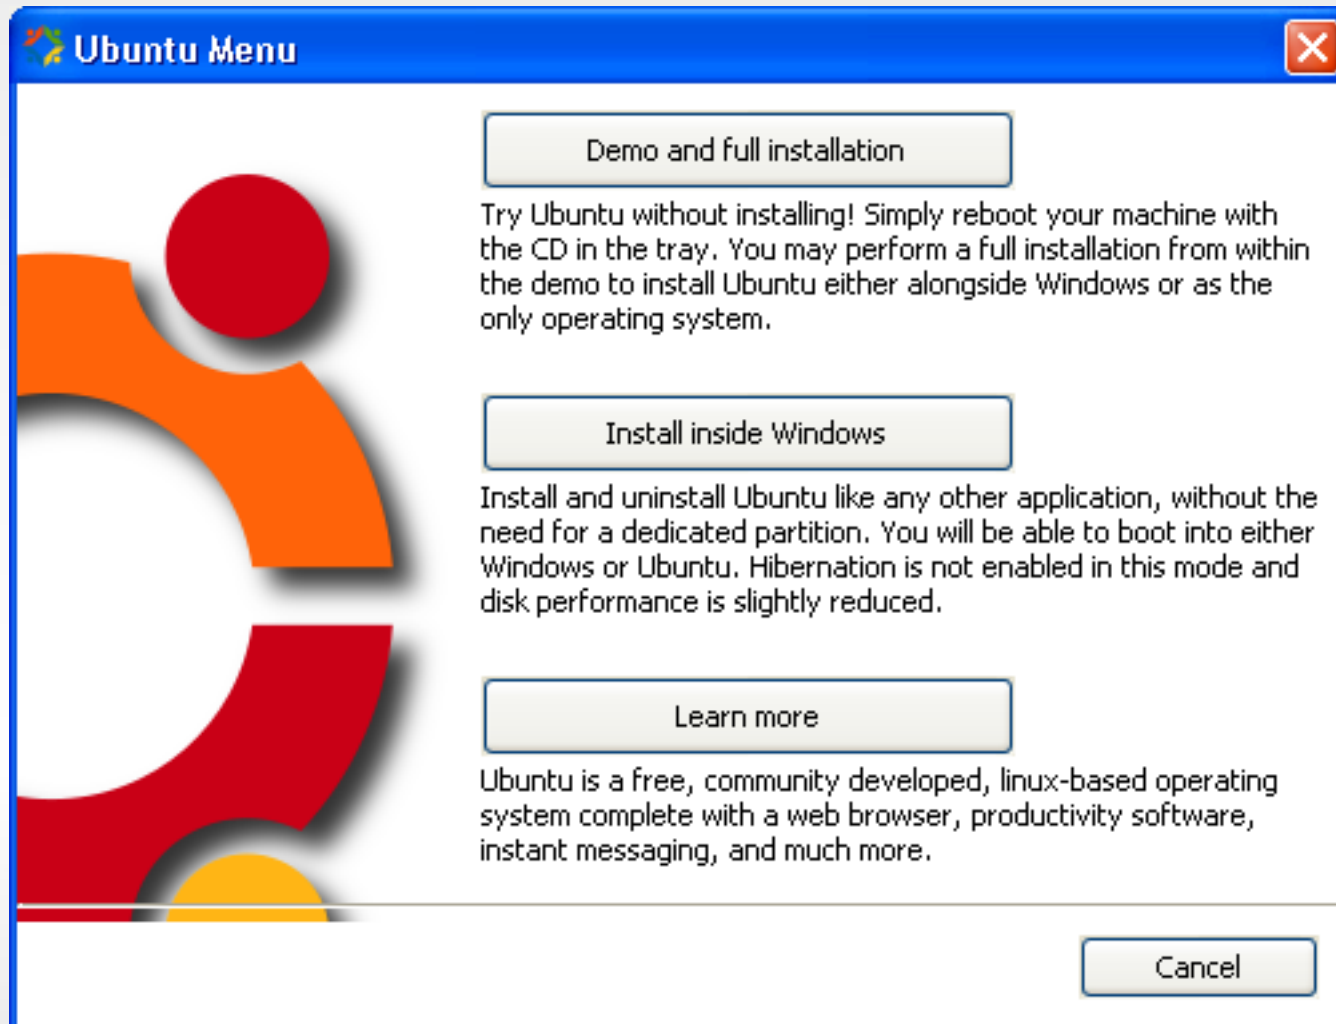 Ubuntu Menu
Demo and full installation
Try Ubuntu without installing! Simply reboot your machine with
the CD in the tray. You may perform a full installation from within
the demo to install Ubuntu either alongside Windows or as the
only operating system.
Install inside Windows
Install and uninstall Ubuntu like any other application, without the
need for a dedicated partition. You will be able to boot into either
Windows or Ubuntu. Hibernation is not enabled in this mode and
disk performance is slightly reduced.
Learn more
Ubuntu is a free, community developed, linux-based operating
system complete with a web browser, productivity software,
instant messaging, and much more.
Cancel